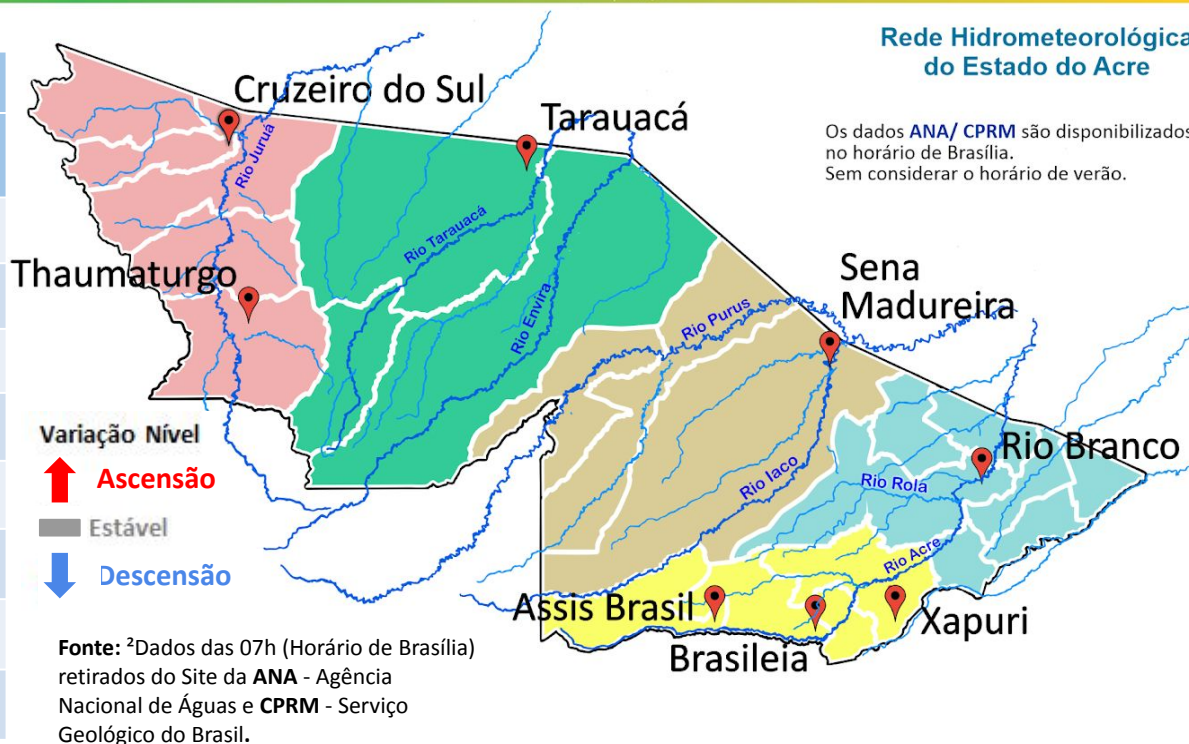 Rede Hidrometeorológica
do Estado do Acre
Os dados ANA/ CPRM são disponibilizados
no horário de Brasília.
Sem considerar o horário de verão.
Cruzeiro do Sul
Tarauacá
Rio Juruá
Rio Tarauacá
Thaumaturgo
Rio Envira
Sena
Madureira
Rio Purus
Variação Nível
Ascensão
Estável
Descensão
Rio Branco
Rio Iaco
Rio Rola
Rio Acre
Assis Brasil
Xapuri
Brasileia
Fonte: ²Dados das 07h (Horário de Brasília)
retirados do Site da ANA - Agência
Nacional de Águas e CPRM - Serviço
Geológico do Brasil.